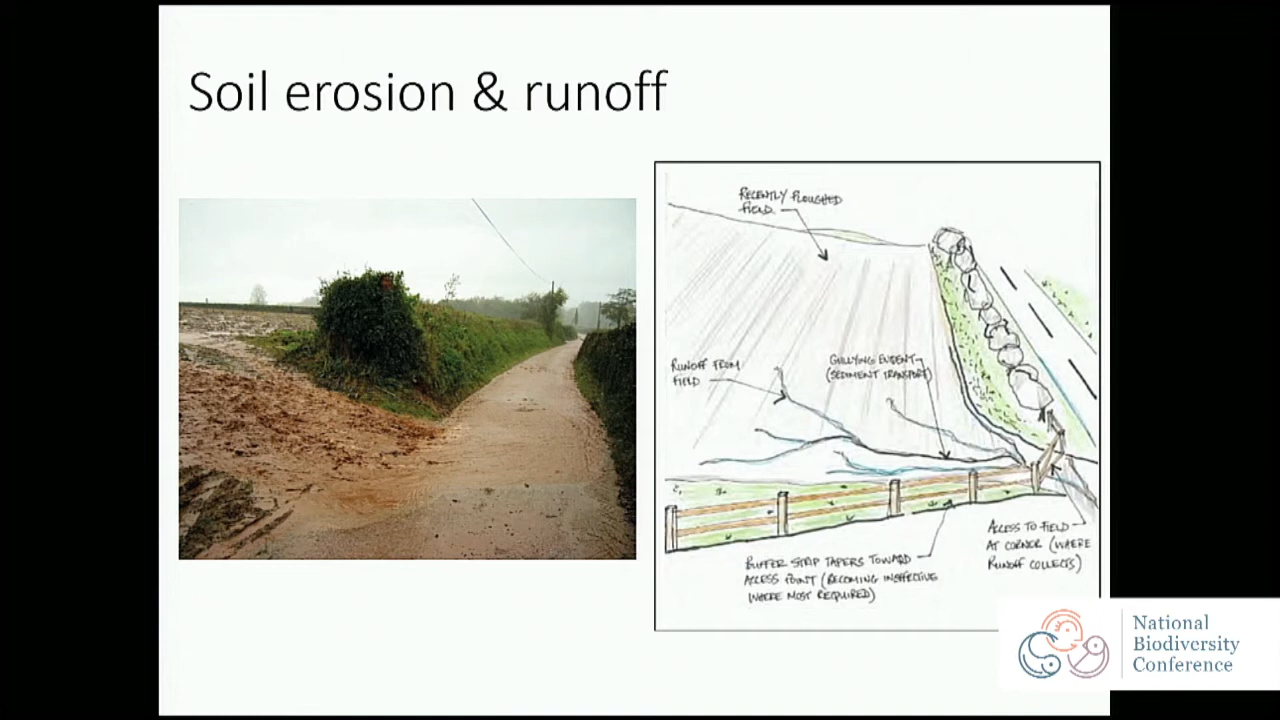 Soil erosion & runoff
RECENTLY PLOUGHED
FIELD.
RUNOFF FROM
FIELD
GULLYING EVIDENT
(SEDIMENT TRANSPORT)
BUFFER STRIP TAPERS TOWARD
ACCESS POINT (BECOMING INEFFECTIVE
WHERE MOST REQUIRED)
ACCESS TO FIELD
AT CORNER (WHERE
RUNOFF COLLECTS)
National
Biodiversity
Conference